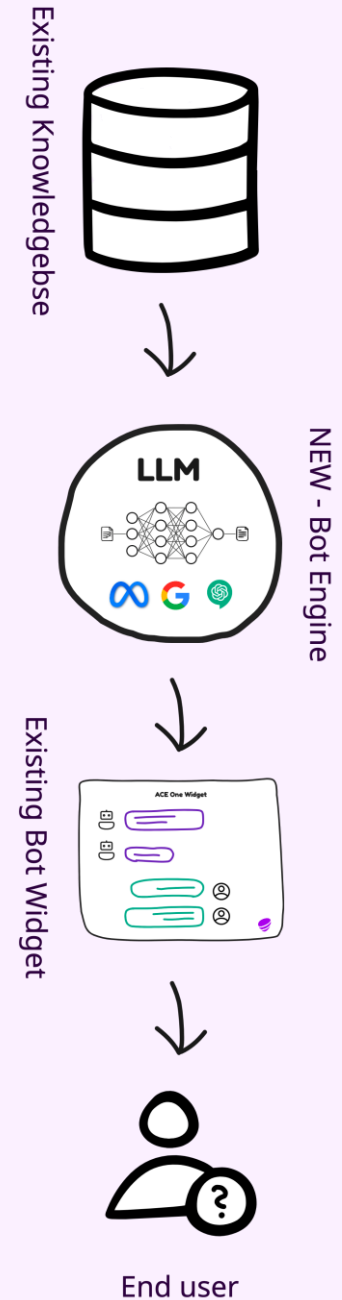 Existing Knowledgebse
LLM
NEW - Bot Engine
ACE One Widget
Existing Bot Widget
?
End user